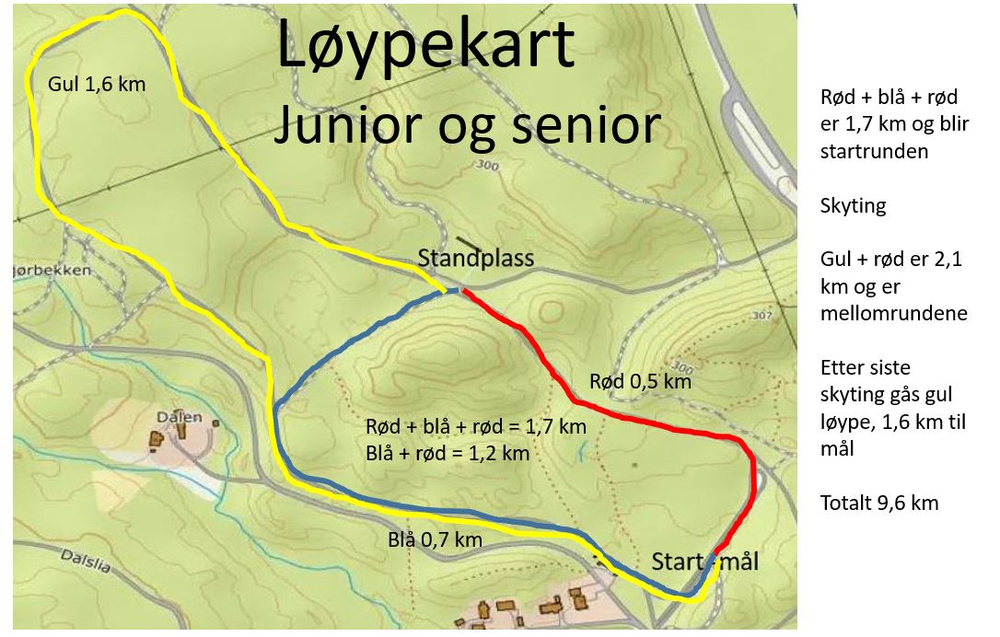 Løypekart
Junior og senior
Gul 1,6 km
300
Standplass
jørbekken
307
300
Rød 0,5 km
Dalen
Rød + blå + rød = 1,7 km
Blå + rød = 1,2 km
Blå 0,7 km
Start-mål
Dalslia
Rød + blå + rød
er 1,7 km og blir
startrunden
Skyting
Gul + rød er 2,1
km og er
mellomrundene
Etter siste
skyting gås gul
løype, 1,6 km til
mål
Totalt 9,6 km